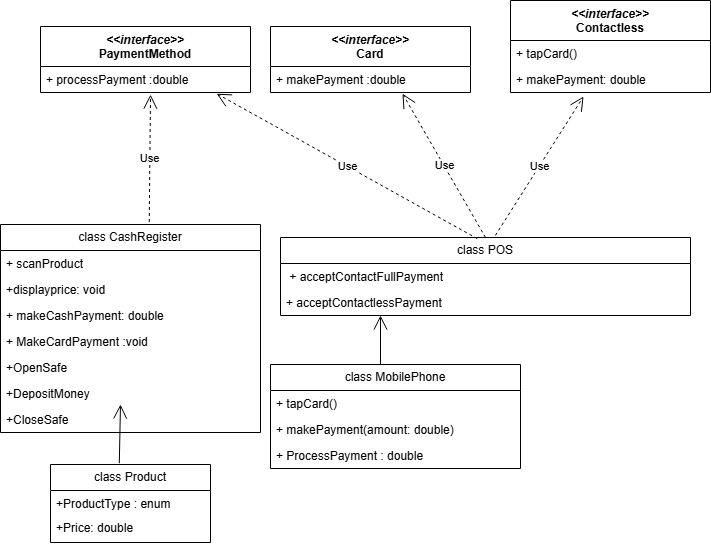 <<interface>>
PaymentMethod
+ processPayment :double
<<interface>>
Card
+ makePayment :double
<<interface>>
Contactless
+ tapCard()
+ makePayment: double
Use
Use
Use
Use
class CashRegister
+ scanProduct
+displayprice: void
+ makeCashPayment: double
+ MakeCardPayment :void
+OpenSafe
+DepositMoney
+CloseSafe
class POS
+ acceptContactFullPayment
+ acceptContactlessPayment
class MobilePhone
+ tapCard()
+ makePayment(amount: double)
+ ProcessPayment : double
class Product
+ProductType : enum
+Price: double